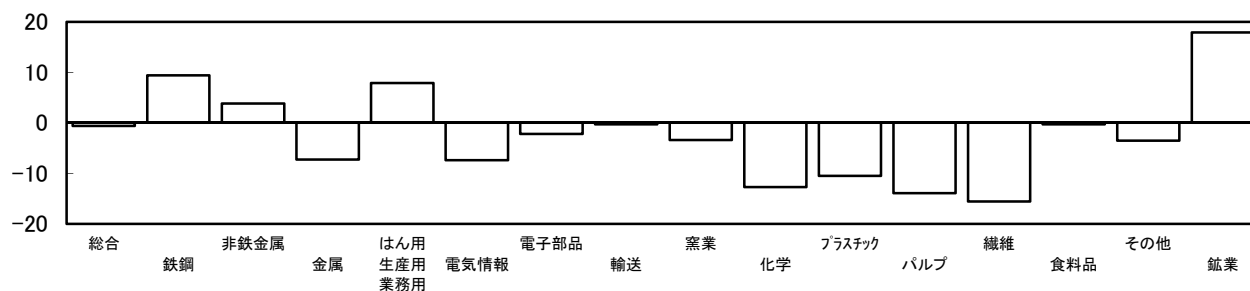 20
10
0
-10
-20
総合
鉄鋼
非鉄金属
金属
はん用
生産用
業務用
電気情報
電子部品
輸送
窯業
化学
ﾌﾟﾗｽﾁｯｸ
パルプ
繊維
食料品
その他
鉱業